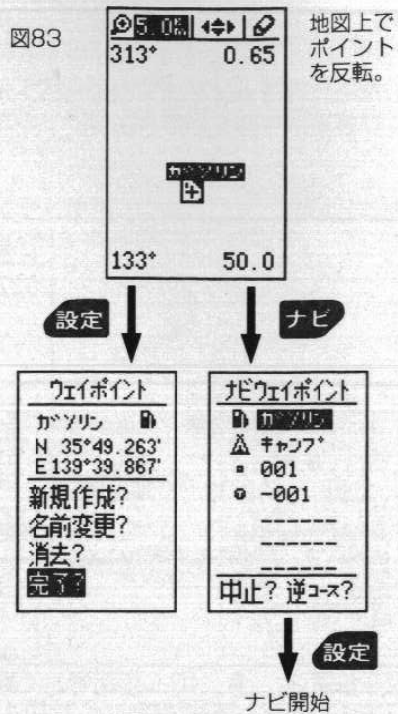 図83
地図上で
ポイント
を反転。
5.0㎞
313° 0.65
ガソリン
133° 50.0
設定
ナビ
ウェイポイント
ガソリン
N 35°49.263'
E 139°39.867'
新規作成?
名前変更?
消去?
完了?
ナビウェイポイント
ガソリン
キャンプ
001
-001
------
------
------
中止? 逆コース?
設定
ナビ開始